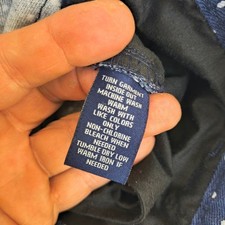 TURN GARMENT
INSIDE OUT
MACHINE WASH
WARM
WASH WITH
LIKE COLORS
ONLY
NON-CHLORINE
BLEACH WHEN
NEEDED
TUMBLE DRY LOW
WARM IRON IF
NEEDED